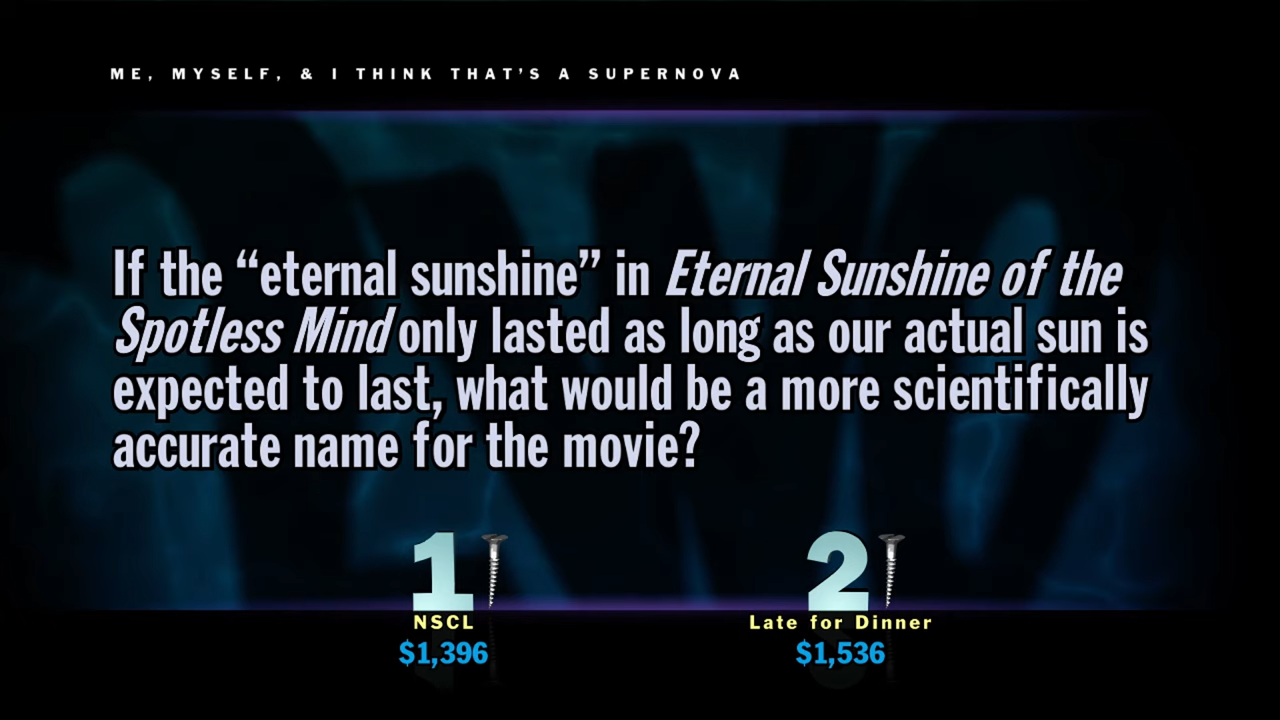 ME, MYSELF, & I THINK THAT'S A SUPERNOVA
If the “eternal sunshine” in Eternal Sunshine of the
Spotless Mind only lasted as long as our actual sun is
expected to last, what would be a more scientifically
accurate name for the movie?
1 2
NSCL Late for Dinner
$1,396 $1,536